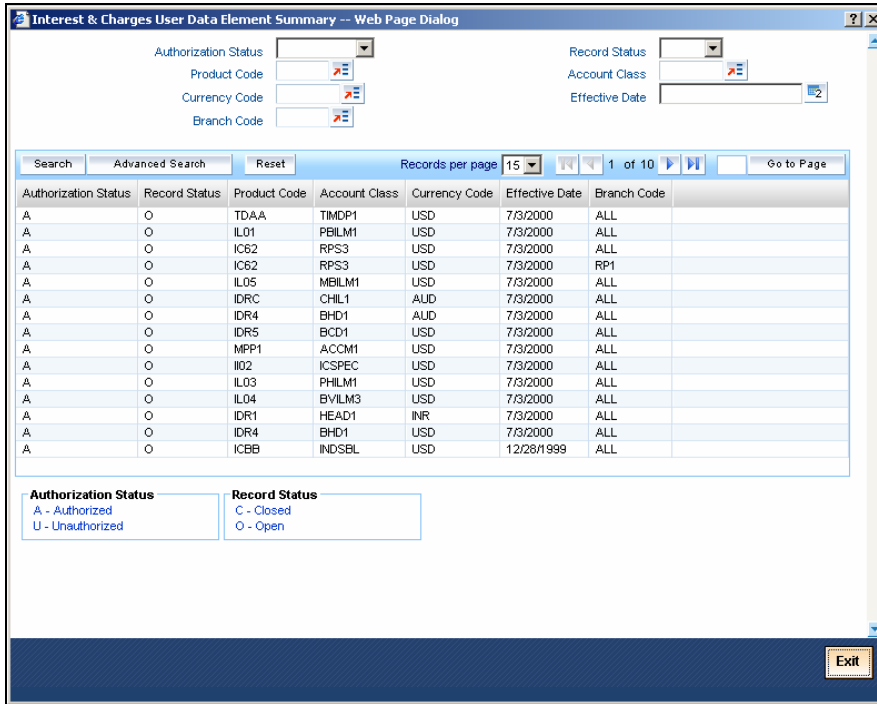 Interest & Charges User Data Element Summary -- Web Page Dialog
Authorization Status Record Status
Product Code Account Class
Currency Code Effective Date
Branch Code
Search Advanced Search Reset Records per page 15 1 of 10 Go to Page
Authorization Status Record Status Product Code Account Class Currency Code Effective Date Branch Code
A O TDAA TIMDP1 USD 7/3/2000 ALL
A O IL01 PBILM1 USD 7/3/2000 ALL
A O IC62 RPS3 USD 7/3/2000 ALL
A O IC62 RPS3 USD 7/3/2000 RP1
A O IL05 MBILM1 USD 7/3/2000 ALL
A O IDRC CHIL1 AUD 7/3/2000 ALL
A O IDR4 BHD1 AUD 7/3/2000 ALL
A O IDR5 BCD1 USD 7/3/2000 ALL
A O MPP1 ACCM1 USD 7/3/2000 ALL
A O II02 ICSPEC USD 7/3/2000 ALL
A O IL03 PHILM1 USD 7/3/2000 ALL
A O IL04 BVILM3 USD 7/3/2000 ALL
A O IDR1 HEAD1 INR 7/3/2000 ALL
A O IDR4 BHD1 USD 7/3/2000 ALL
A O ICBB INDSBL USD 12/28/1999 ALL
Authorization Status Record Status
A - Authorized C - Closed
U - Unauthorized O - Open
Exit